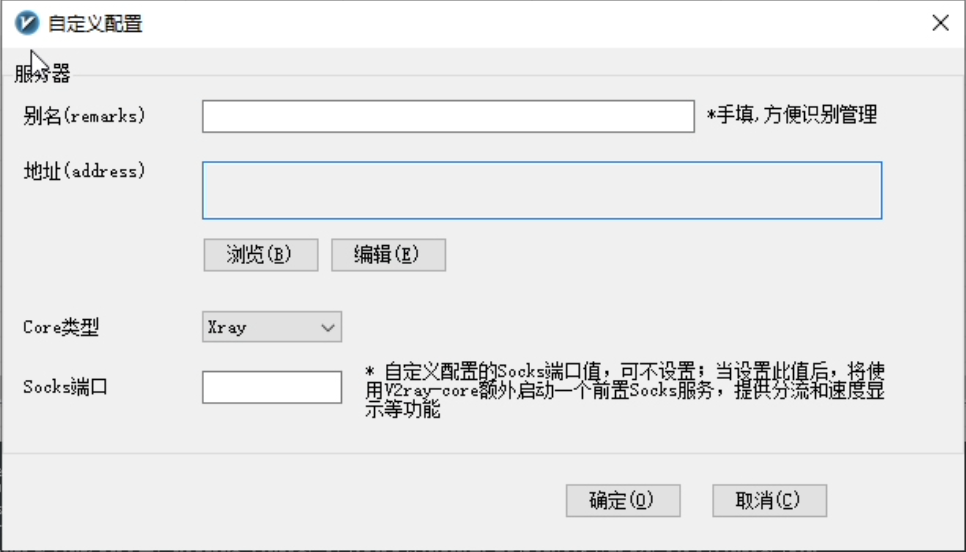 自定义配置
服务器
别名(remarks)
*手填,方便识别管理
地址(address)
浏览(B)
编辑(E)
Core类型
Xray
Socks端口
* 自定义配置的Socks端口值，可不设置；当设置此值后，将使
用V2ray-core额外启动一个前置Socks服务，提供分流和速度显
示等功能
确定(O)
取消(C)